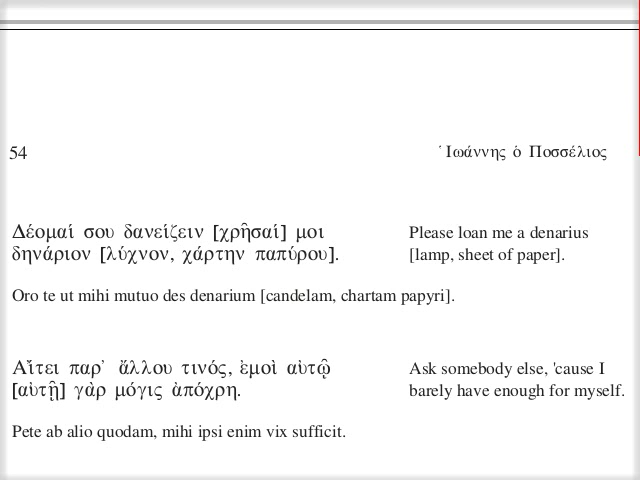 54
Ἰωάννης ὁ Ποσσέλιος
Δέομαί σου δανείζειν [χρῆσαί] μοι
δηνάριον [λύχνον, χάρτην παπύρου].
Please loan me a denarius
[lamp, sheet of paper].
Oro te ut mihi mutuo des denarium [candelam, chartam papyri].
Αἴτει παρ' ἄλλου τινός, ἐμοὶ αὐτῷ
[αὐτῇ] γὰρ μόγις ἀπόχρη.
Ask somebody else, 'cause I
barely have enough for myself.
Pete ab alio quodam, mihi ipsi enim vix sufficit.